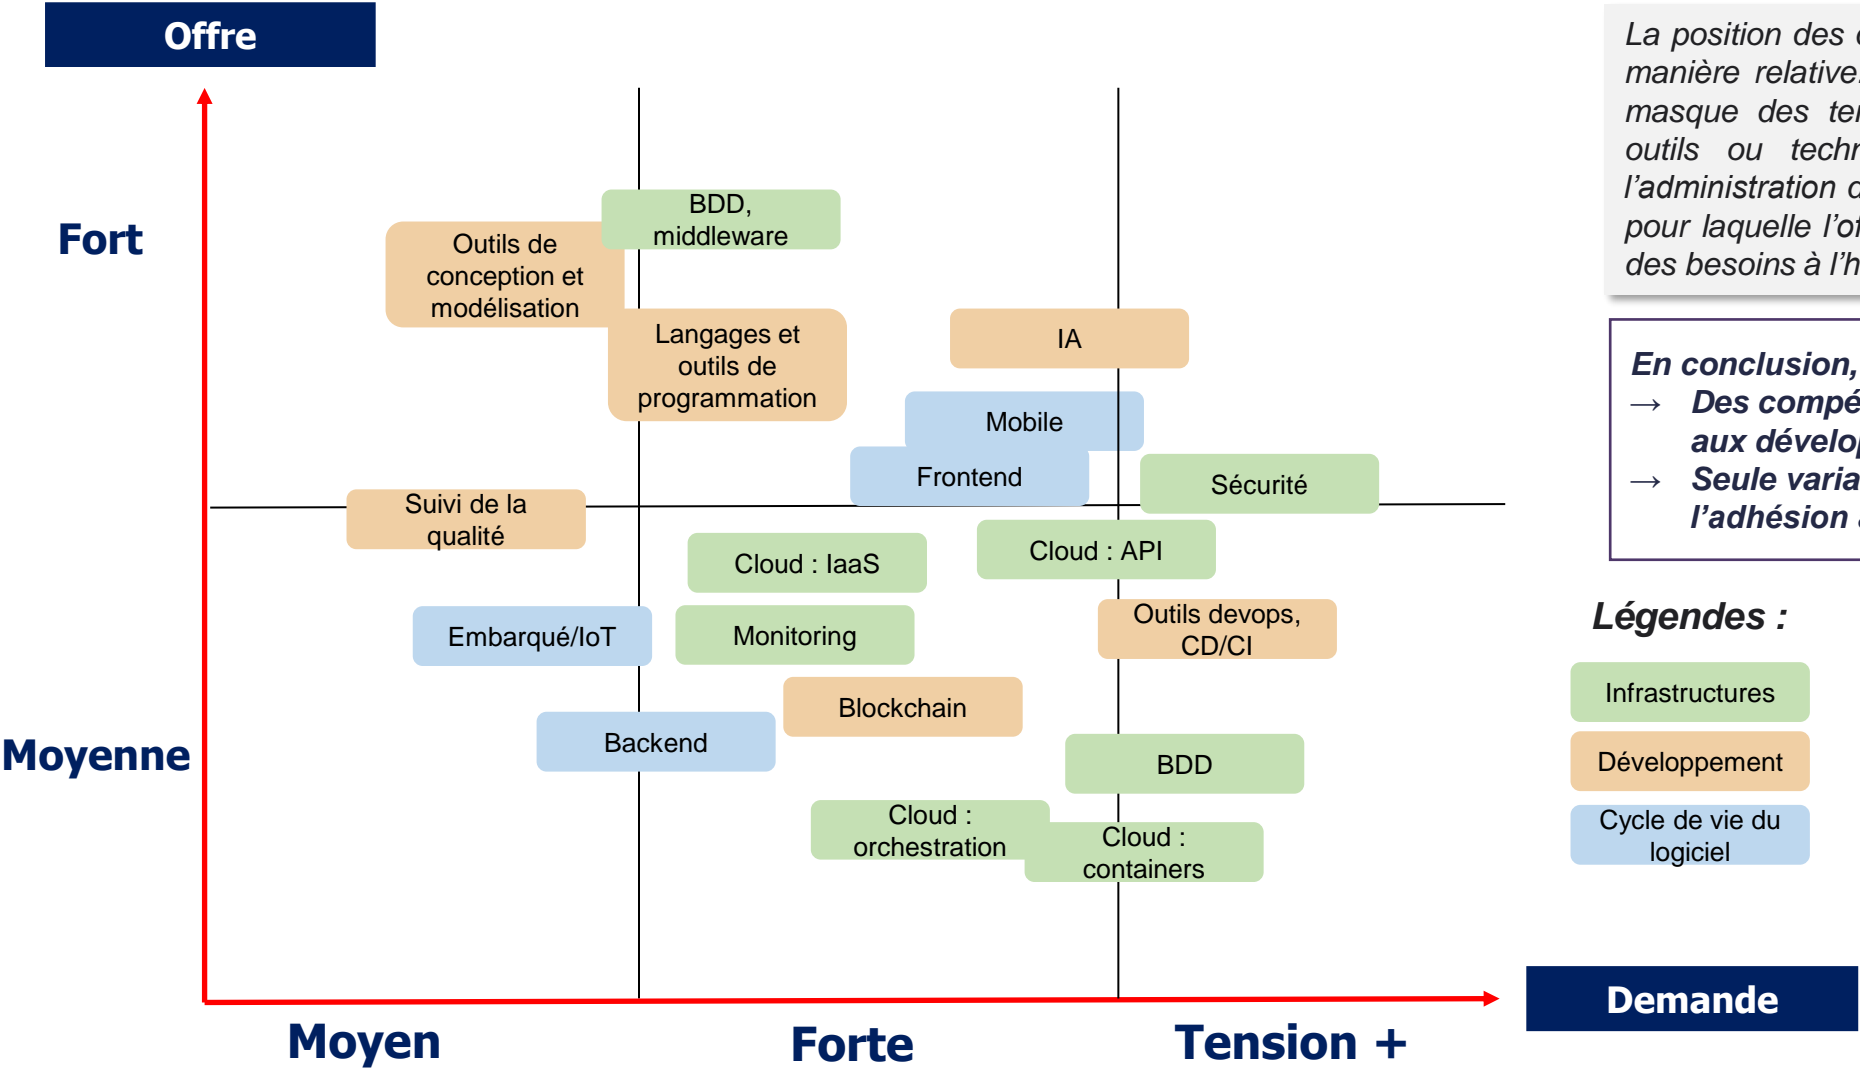 Offre
Fort
Moyenne
BDD,
middleware
Outils de
conception et
modélisation
Langages et
outils de
programmation
IA
Mobile
Frontend
Sécurité
Suivi de la
qualité
Cloud : IaaS
Cloud : API
Embarqué/IoT
Monitoring
Outils devops,
CD/CI
Blockchain
Backend
BDD
Cloud :
orchestration
Cloud :
containers
Moyen
Forte
Tension +
Demande
La position des
manière relative
masque des
outils ou
l'administration
pour laquelle
des besoins à
En conclusion,
→ Des
aux
→ Seule
l'adhésion
Légendes :
Infrastructures
Développement
Cycle de vie du
logiciel